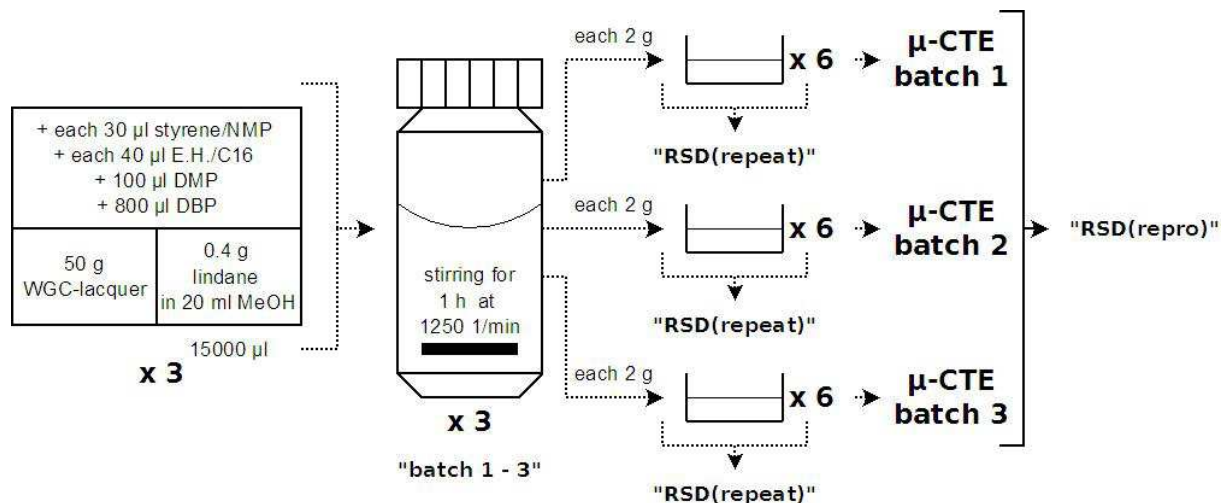 + each 30 µl styrene/NMP
+ each 40 µl E.H./C16
+ 100 µl DMP
+ 800 µl DBP
50 g
WGC-lacquer
0.4 g
lindane
in 20 ml MeOH
15000 µl
x 3
stirring for
1 h at
1250 1/min
x 3
"batch 1 - 3"
each 2 g
x 6
"RSD(repeat)"
µ-CTE
batch 1
each 2 g
x 6
"RSD(repeat)"
µ-CTE
batch 2
each 2 g
x 6
"RSD(repeat)"
µ-CTE
batch 3
"RSD(repro)"